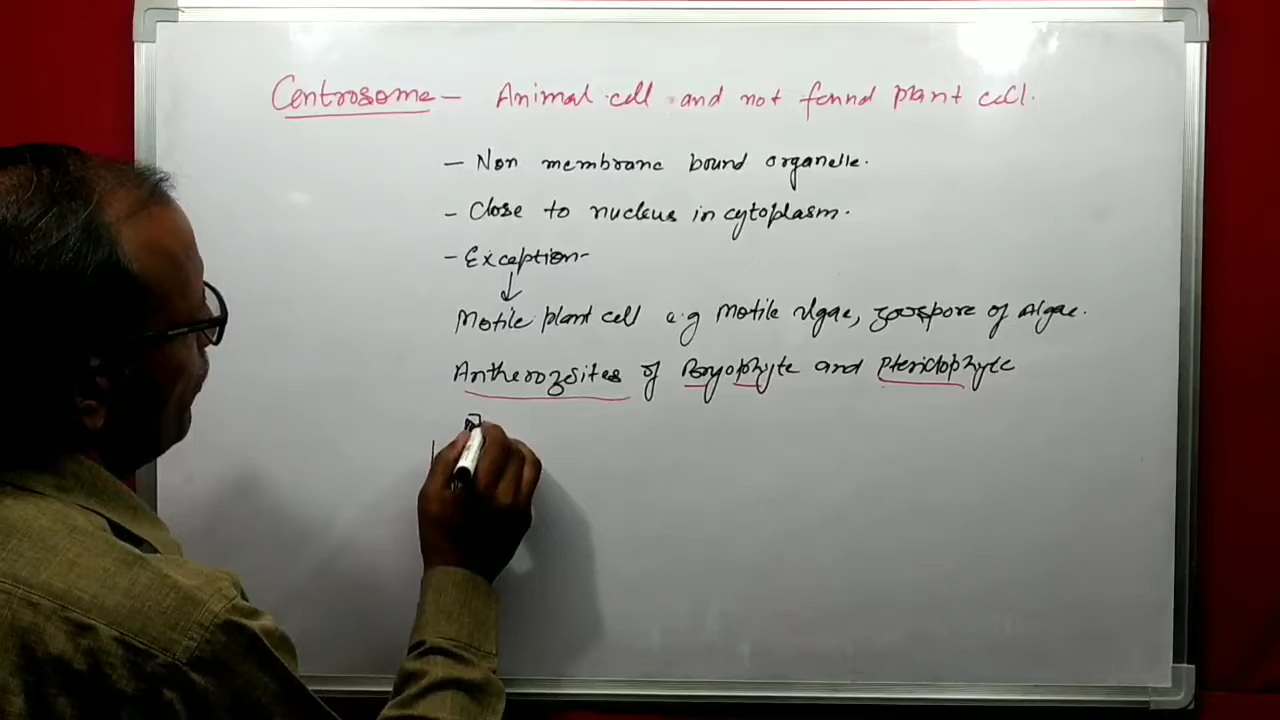 Centrosome - Animal cell and not found plant cell.
- Non membrane bound organelle.
- Close to nucleus in cytoplasm.
- Exception-
Motile plant cell e.g Motile algae, zoospore of Algae.
Antherozoites of Bryophyte and Pteridophyte